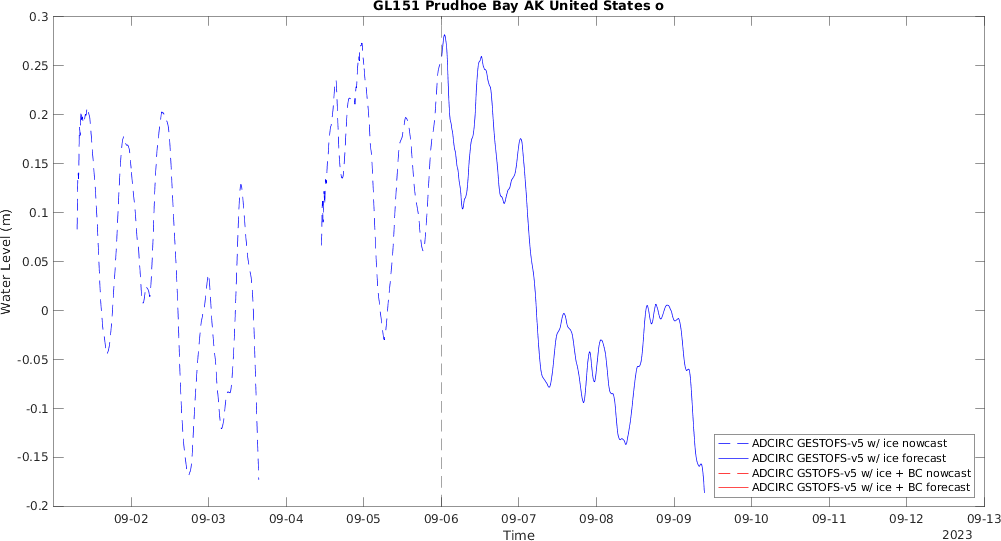 GL151 Prudhoe Bay AK United States o
0.3
0.25
0.2
0.15
0.1
0.05
0
-0.05
-0.1
-0.15
-0.2
Water Level (m)
ADCIRC GESTOFS-v5 w/ ice nowcast
ADCIRC GESTOFS-v5 w/ ice forecast
ADCIRC GSTOFS-v5 w/ ice + BC nowcast
ADCIRC GSTOFS-v5 w/ ice + BC forecast
09-02 09-03 09-04 09-05 09-06 09-07 09-08 09-09 09-10 09-11 09-12 09-13
Time
2023